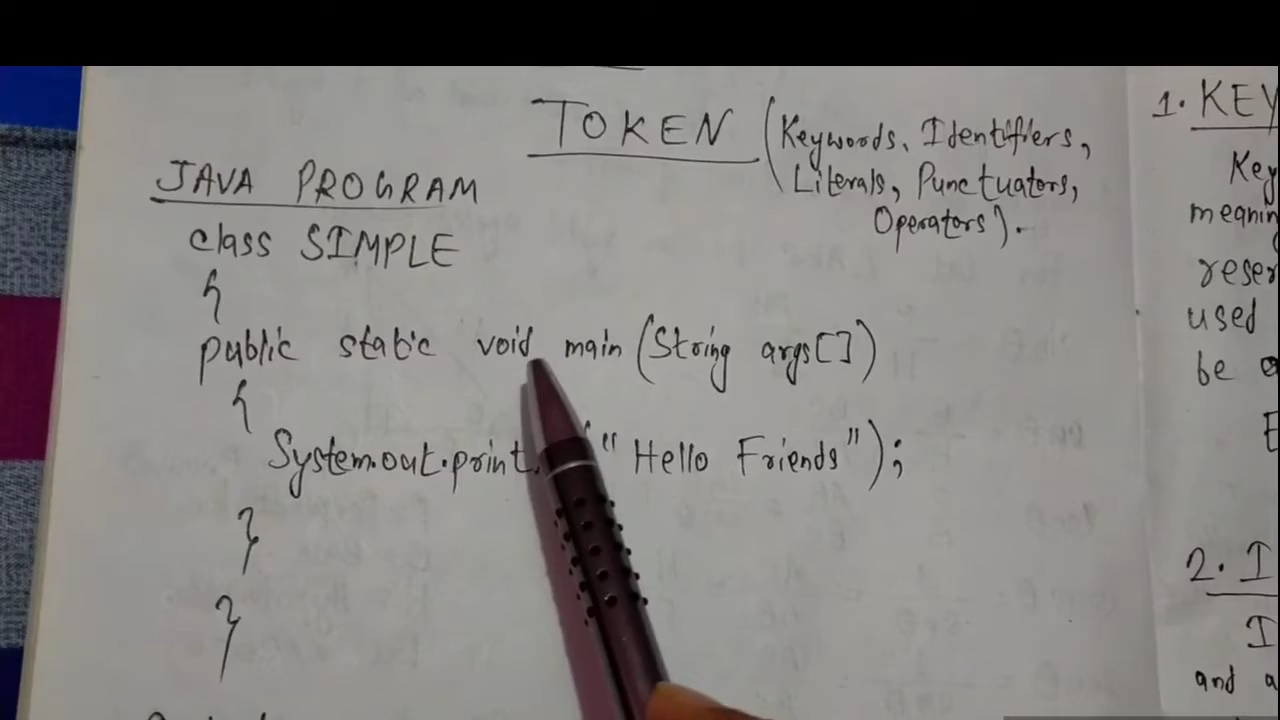 TOKEN (Keywords, Identifiers,
Literals, Punctuators,
Operators).
JAVA PROGRAM
class SIMPLE
{
public static void main (String args[])
{
System.out.print ("Hello Friends");
}
}
1. KEY
Key
meanin
reser
used
be
E
2. I
I
and a